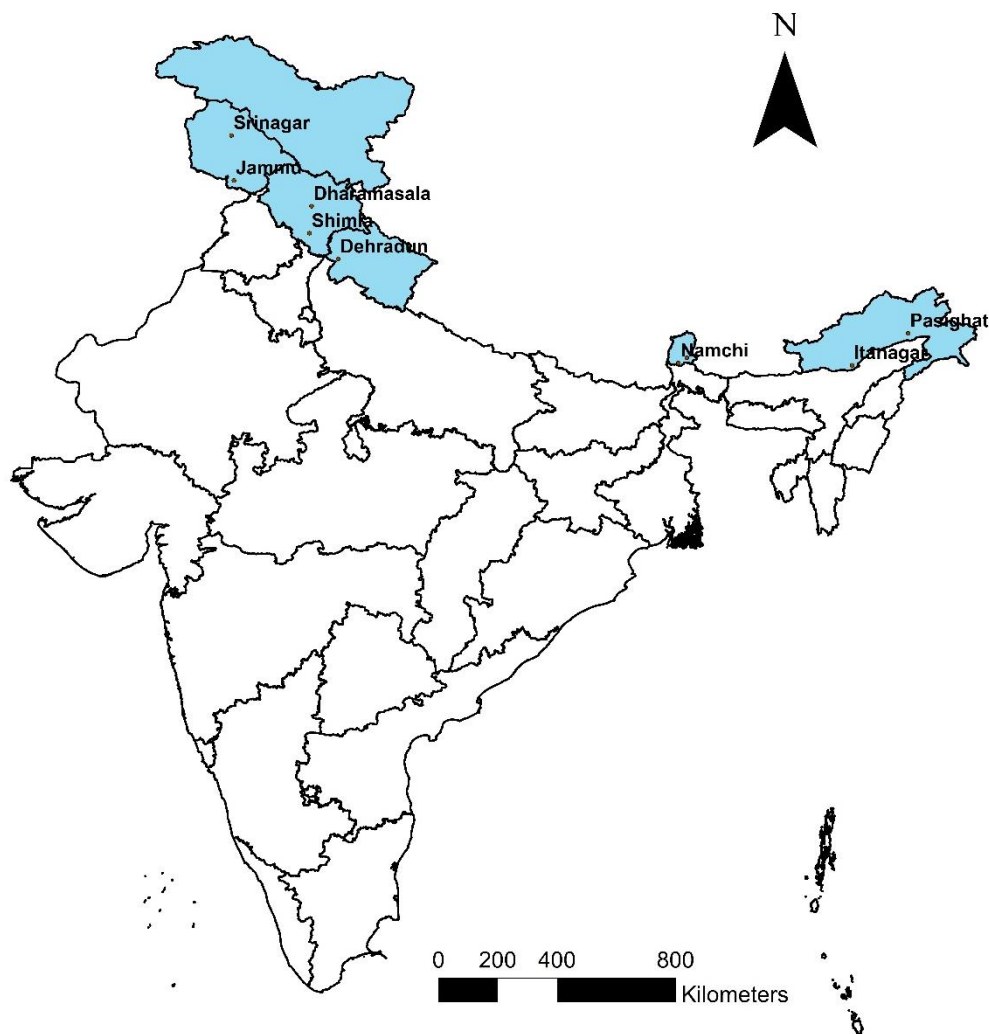 N
Srinagar
Jammu
Dharamasala
Shimla
Dehradun
Pasighat
Namchi
Itanagar
0 200 400 800
Kilometers